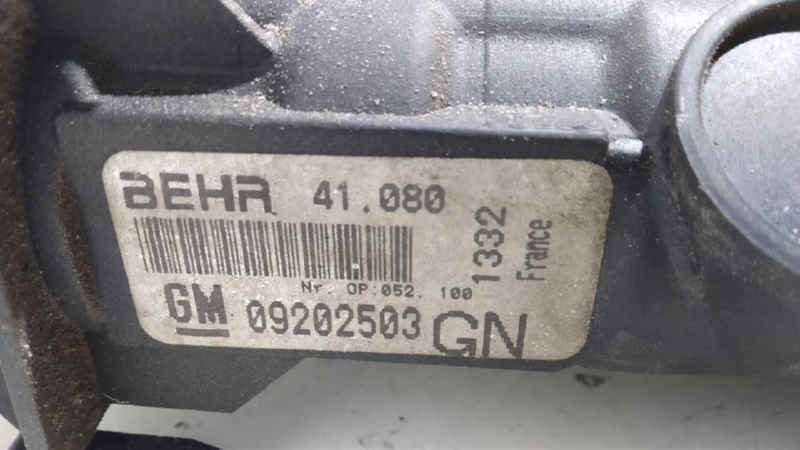 BEHR 41.080
1332
France
Nr. OP:052. 100
GM 09202503 GN